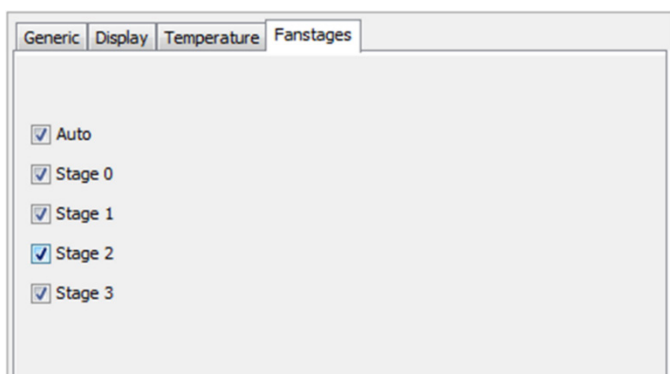 Generic Display Temperature Fanstages
Auto
Stage 0
Stage 1
Stage 2
Stage 3